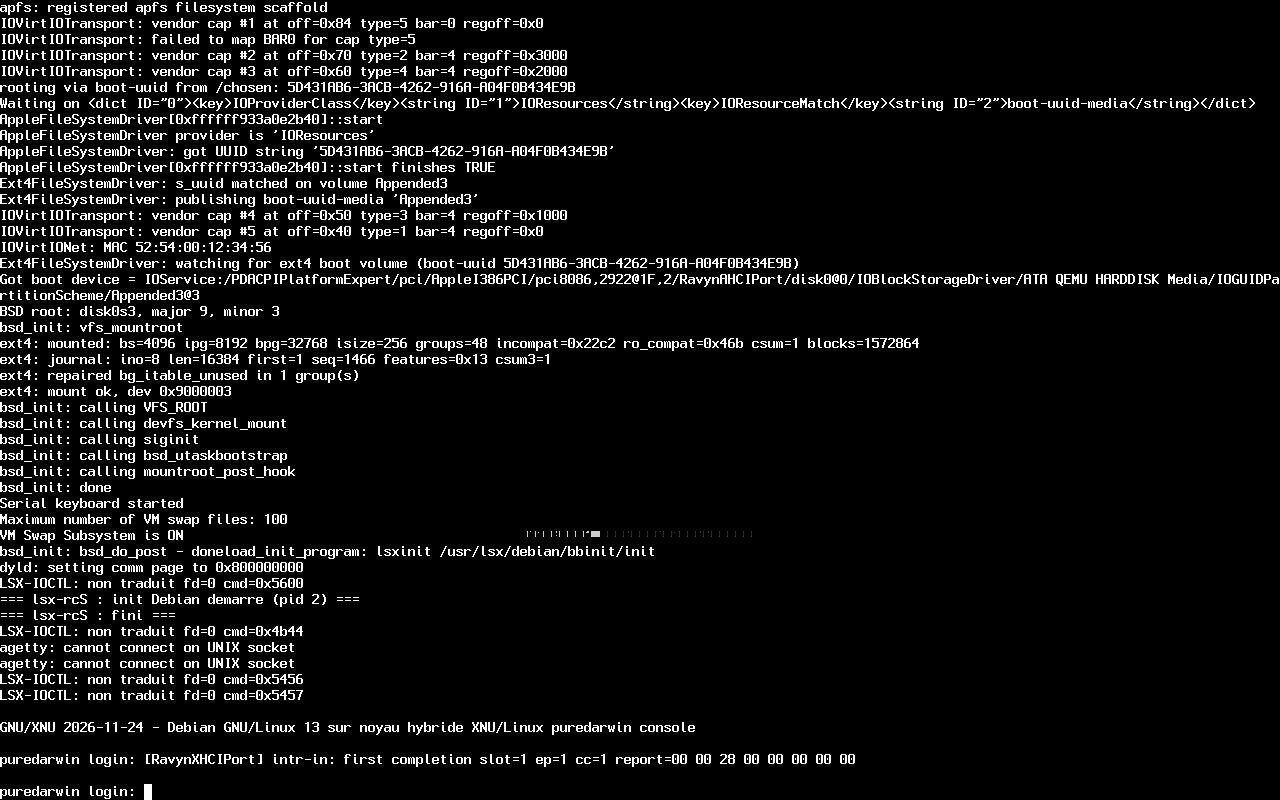 apfs: registered apfs filesystem scaffold
IOVirtIOTransport: vendor cap #1 at off=0x84 type=5 bar=0 regoff=0x0
IOVirtIOTransport: failed to map BAR0 for cap type=5
IOVirtIOTransport: vendor cap #2 at off=0x70 type=2 bar=4 regoff=0x3000
IOVirtIOTransport: vendor cap #3 at off=0x60 type=4 bar=4 regoff=0x2000
rooting via boot-uuid from /chosen: 5D431AB6-3ACB-4262-916A-A04F0B434E9B
Waiting on <dict ID="0"><key>IOProviderClass</key><string ID="1">IOResources</string><key>IOResourceMatch</key><string ID="2">boot-uuid-media</string></dict>
AppleFileSystemDriver[0xffffff933a0e2b40]::start
AppleFileSystemDriver provider is 'IOResources'
AppleFileSystemDriver: got UUID string '5D431AB6-3ACB-4262-916A-A04F0B434E9B'
AppleFileSystemDriver[0xffffff933a0e2b40]::start finishes TRUE
Ext4FileSystemDriver: s_uuid matched on volume Appended3
Ext4FileSystemDriver: publishing boot-uuid-media 'Appended3'
IOVirtIOTransport: vendor cap #4 at off=0x50 type=3 bar=4 regoff=0x1000
IOVirtIOTransport: vendor cap #5 at off=0x40 type=1 bar=4 regoff=0x0
IOVirtIONet: MAC 52:54:00:12:34:56
Ext4FileSystemDriver: watching for ext4 boot volume (boot-uuid 5D431AB6-3ACB-4262-916A-A04F0B434E9B)
Got boot device = IOService:/PDACPIPlatformExpert/pci/AppleI386PCI/pci8086,2922@1F,2/RavynAHCIPort/disk0@0/IOBlockStorageDriver/ATA QEMU HARDDISK Media/IOGUIDPa
rtitionScheme/Appended3@3
BSD root: disk0s3, major 9, minor 3
bsd_init: vfs_mountroot
ext4: mounted: bs=4096 ipg=8192 bpg=32768 isize=256 groups=48 incompat=0x22c2 ro_compat=0x46b csum=1 blocks=1572864
ext4: journal: ino=8 len=16384 first=1 seq=1466 features=0x13 csum3=1
ext4: repaired bg_itable_unused in 1 group(s)
ext4: mount ok, dev 0x9000003
bsd_init: calling VFS_ROOT
bsd_init: calling devfs_kernel_mount
bsd_init: calling siginit
bsd_init: calling bsd_utaskbootstrap
bsd_init: calling mountroot_post_hook
bsd_init: done
Serial keyboard started
Maximum number of VM swap files: 100
VM Swap Subsystem is ON
bsd_init: bsd_do_post - doneload_init_program: lsxinit /usr/lsx/debian/bbinit/init
dyld: setting comm page to 0x800000000
LSX-IOCTL: non traduit fd=0 cmd=0x5600
=== lsx-rcS : init Debian demarre (pid 2) ===
=== lsx-rcS : fini ===
LSX-IOCTL: non traduit fd=0 cmd=0x4b44
agetty: cannot connect on UNIX socket
agetty: cannot connect on UNIX socket
LSX-IOCTL: non traduit fd=0 cmd=0x5456
LSX-IOCTL: non traduit fd=0 cmd=0x5457
GNU/XNU 2026-11-24 - Debian GNU/Linux 13 sur noyau hybride XNU/Linux puredarwin console
puredarwin login: [RavynXHCIPort] intr-in: first completion slot=1 ep=1 cc=1 report=00 00 28 00 00 00 00 00
puredarwin login: